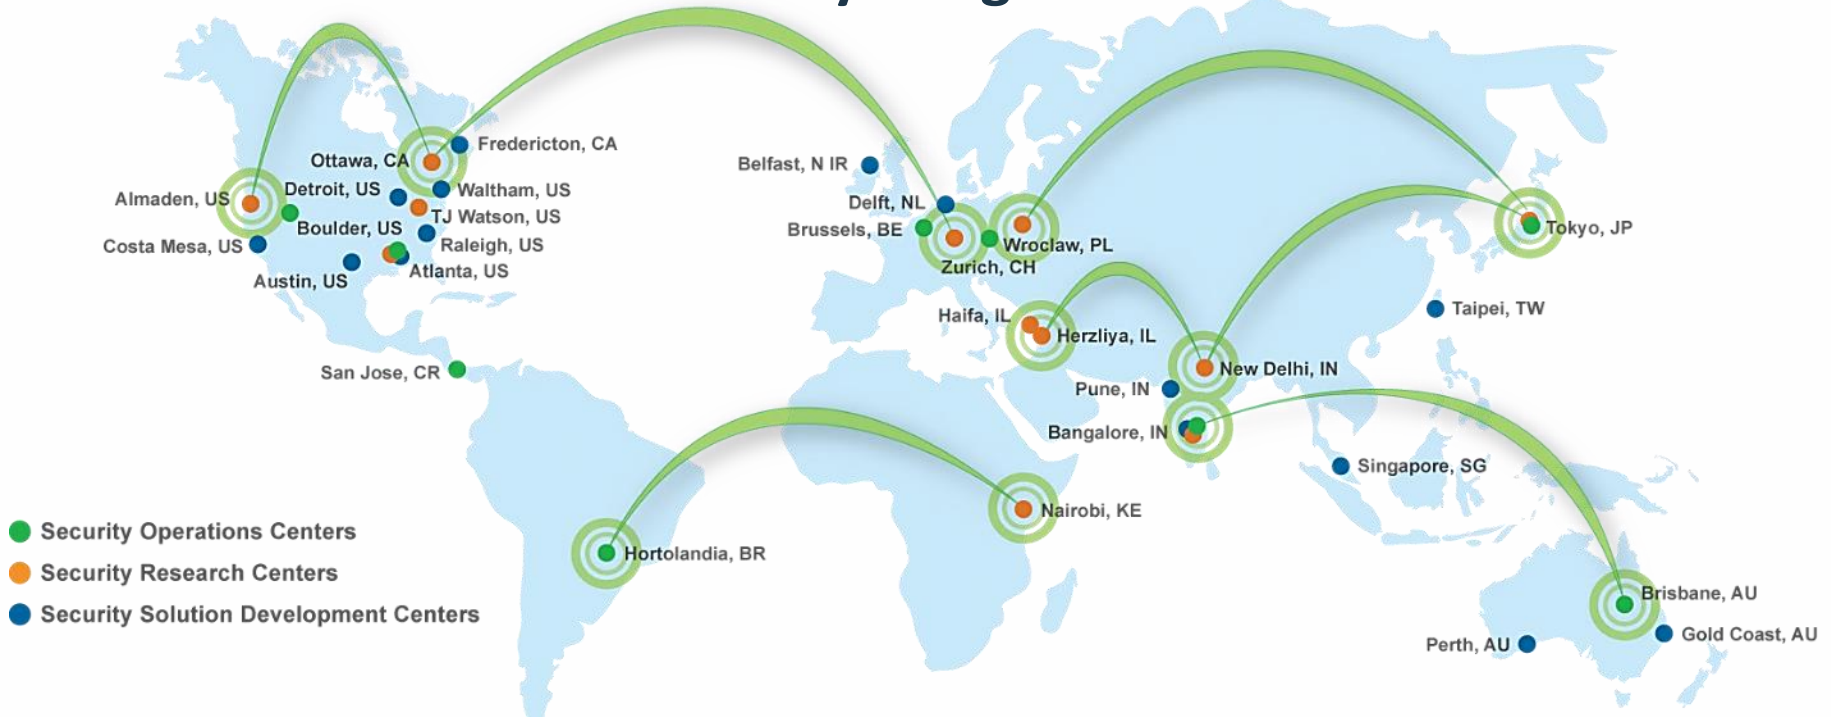 Fredericton, CA
Ottawa, CA
Detroit, US
Waltham, US
Almaden, US
TJ Watson, US
Boulder, US
Costa Mesa, US
Raleigh, US
Atlanta, US
Austin, US
Belfast, N IR
Delft, NL
Brussels, BE
Wroclaw, PL
Zurich, CH
Tokyo, JP
Haifa, IL
Herzliya, IL
Taipei, TW
San Jose, CR
New Delhi, IN
Pune, IN
Bangalore, IN
Singapore, SG
Nairobi, KE
Hortolandia, BR
Security Operations Centers
Security Research Centers
Security Solution Development Centers
Brisbane, AU
Gold Coast, AU
Perth, AU